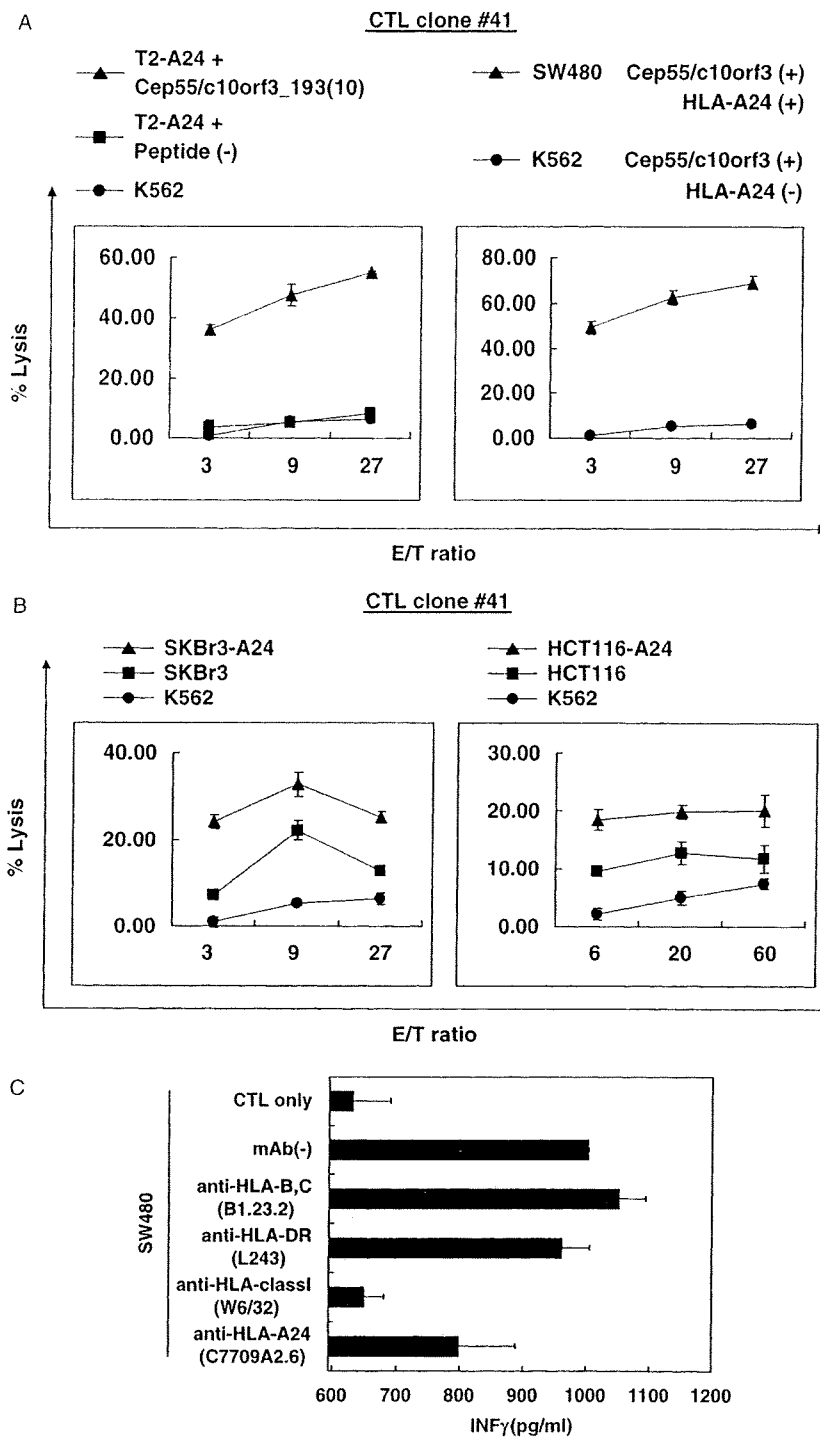 A
CTL clone #41
T2-A24 +
Cep55/c10orf3_193(10)
T2-A24 +
Peptide (-)
K562
SW480 Cep55/c10orf3 (+)
HLA-A24 (+)
K562 Cep55/c10orf3 (+)
HLA-A24 (-)
% Lysis
60.00
40.00
20.00
0.00
3 9 27
80.00
60.00
40.00
20.00
0.00
3 9 27
E/T ratio
B
CTL clone #41
SKBr3-A24
SKBr3
K562
HCT116-A24
HCT116
K562
% Lysis
40.00
20.00
0.00
3 9 27
30.00
20.00
10.00
0.00
6 20 60
E/T ratio
C
SW480
CTL only
mAb(-)
anti-HLA-B,C
(B1.23.2)
anti-HLA-DR
(L243)
anti-HLA-classI
(W6/32)
anti-HLA-A24
(C7709A2.6)
600 700 800 900 1000 1100 1200
INFγ(pg/ml)